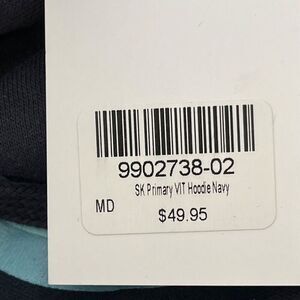 9902738-02
SK Primary VIT Hoodie Navy
MD
$49.95